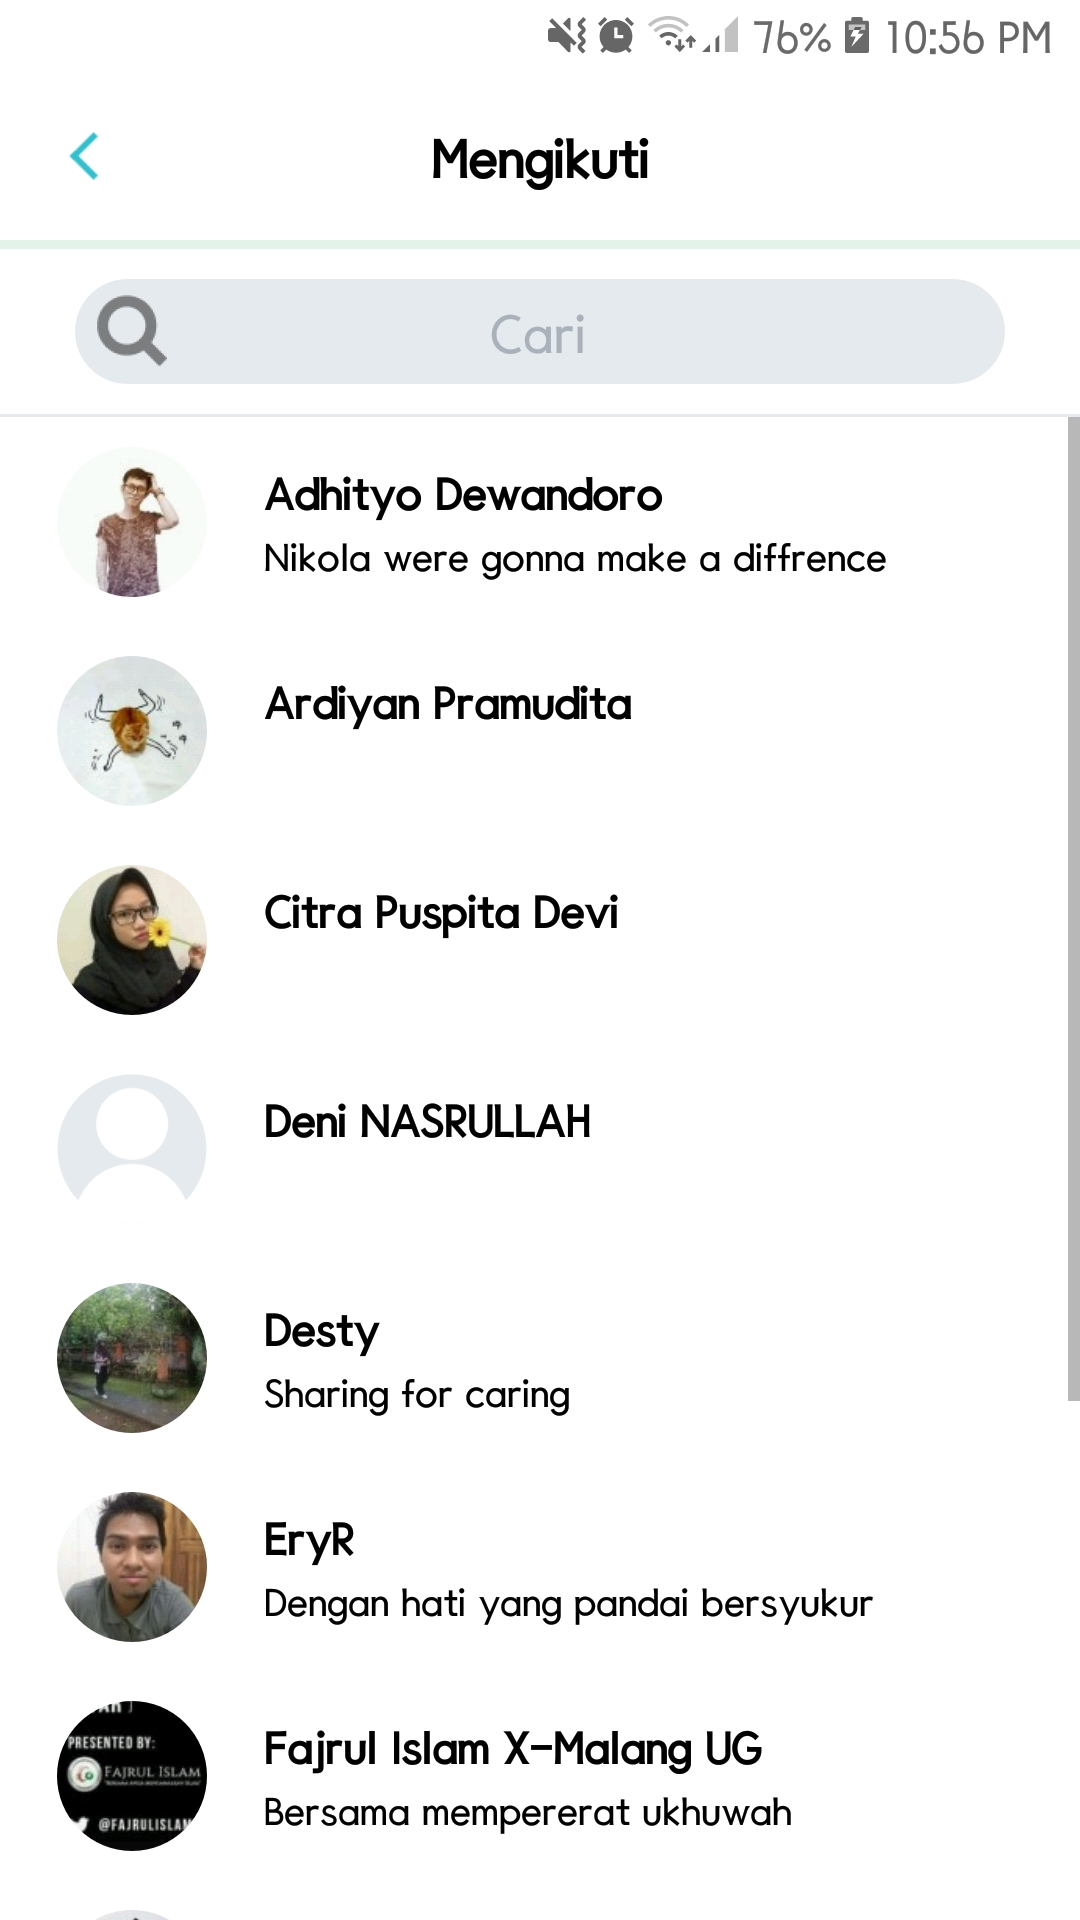 76% 10:56 PM
Mengikuti
Cari
Adhityo Dewandoro
Nikola were gonna make a diffrence
Ardiyan Pramudita
Citra Puspita Devi
Deni NASRULLAH
Desty
Sharing for caring
EryR
Dengan hati yang pandai bersyukur
PRESENTED BY:
FAJRUL ISLAM
@FAJRULISLAM
Fajrul Islam X-Malang UG
Bersama mempererat ukhuwah